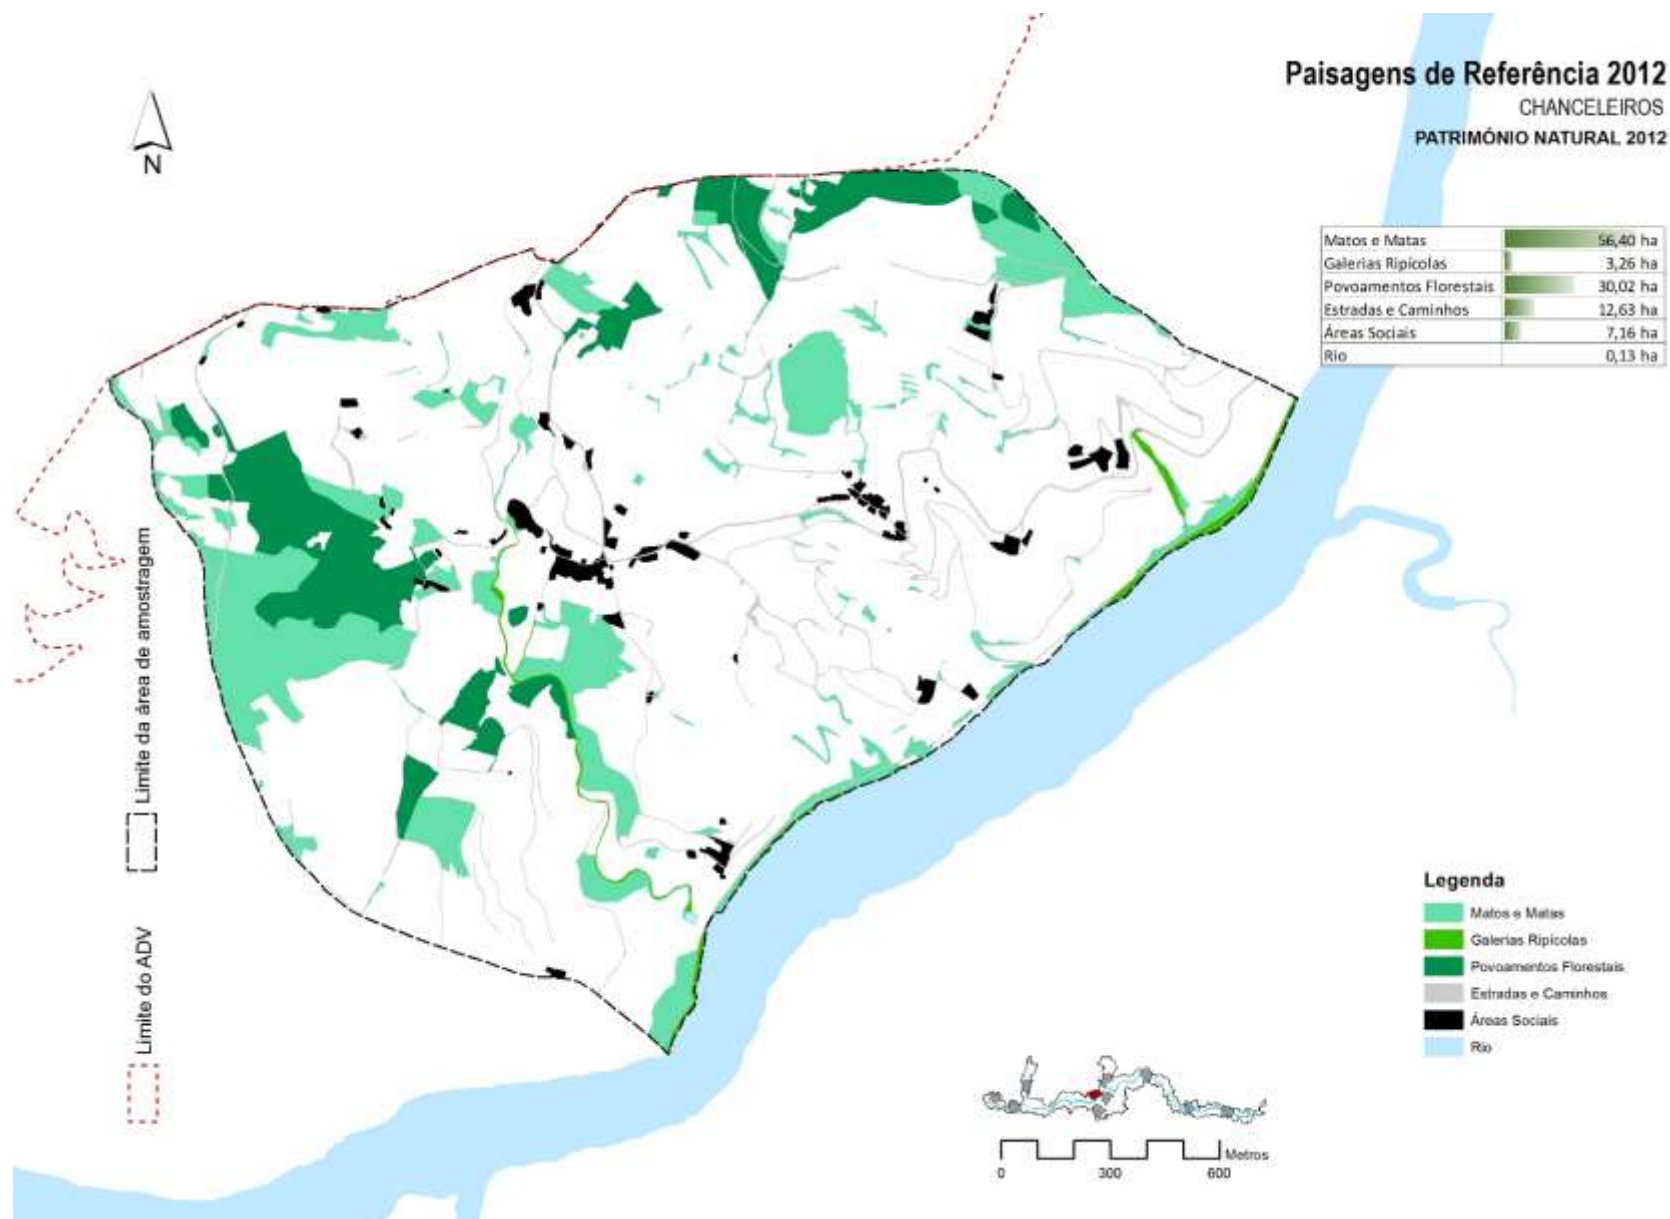 Paisagens de Referência 2012
CHANCELEIROS
PATRIMÓNIO NATURAL 2012
N
Matos e Matas 56,40 ha
Galerias Ripícolas 3,26 ha
Povoamentos Florestais 30,02 ha
Estradas e Caminhos 12,63 ha
Áreas Sociais 7,16 ha
Rio 0,13 ha
Limite da área de amostragem
Limite do ADV
Legenda
Matos e Matas
Galerias Ripícolas
Povoamentos Florestais
Estradas e Caminhos
Áreas Sociais
Rio
Metros
0 300 600